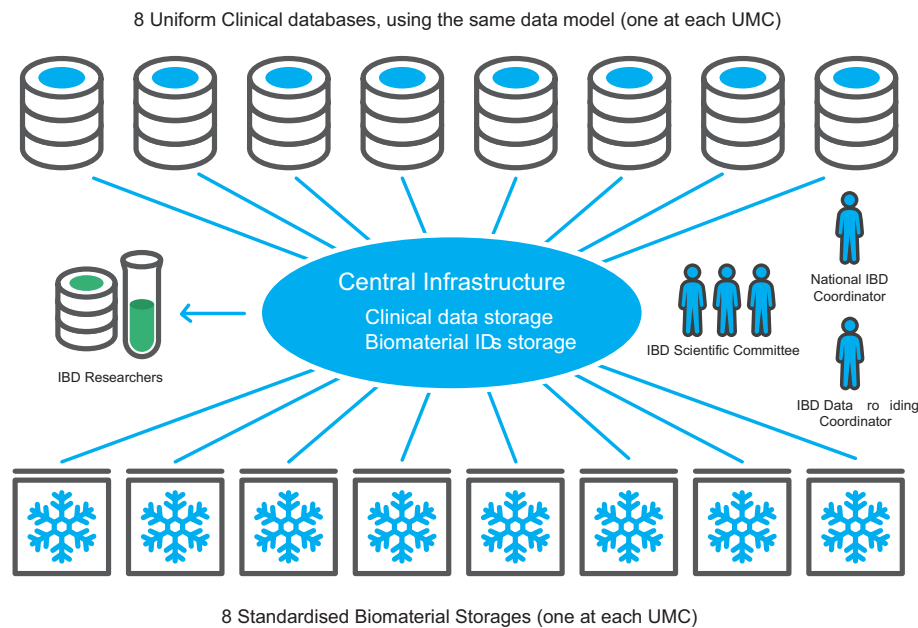 8 Uniform Clinical databases, using the same data model (one at each UMC)
National IBD
Coordinator
Central Infrastructure
Clinical data storage
Biomaterial IDs storage
IBD Scientific Committee
IBD Researchers
IBD Data ro iding
Coordinator
8 Standardised Biomaterial Storages (one at each UMC)